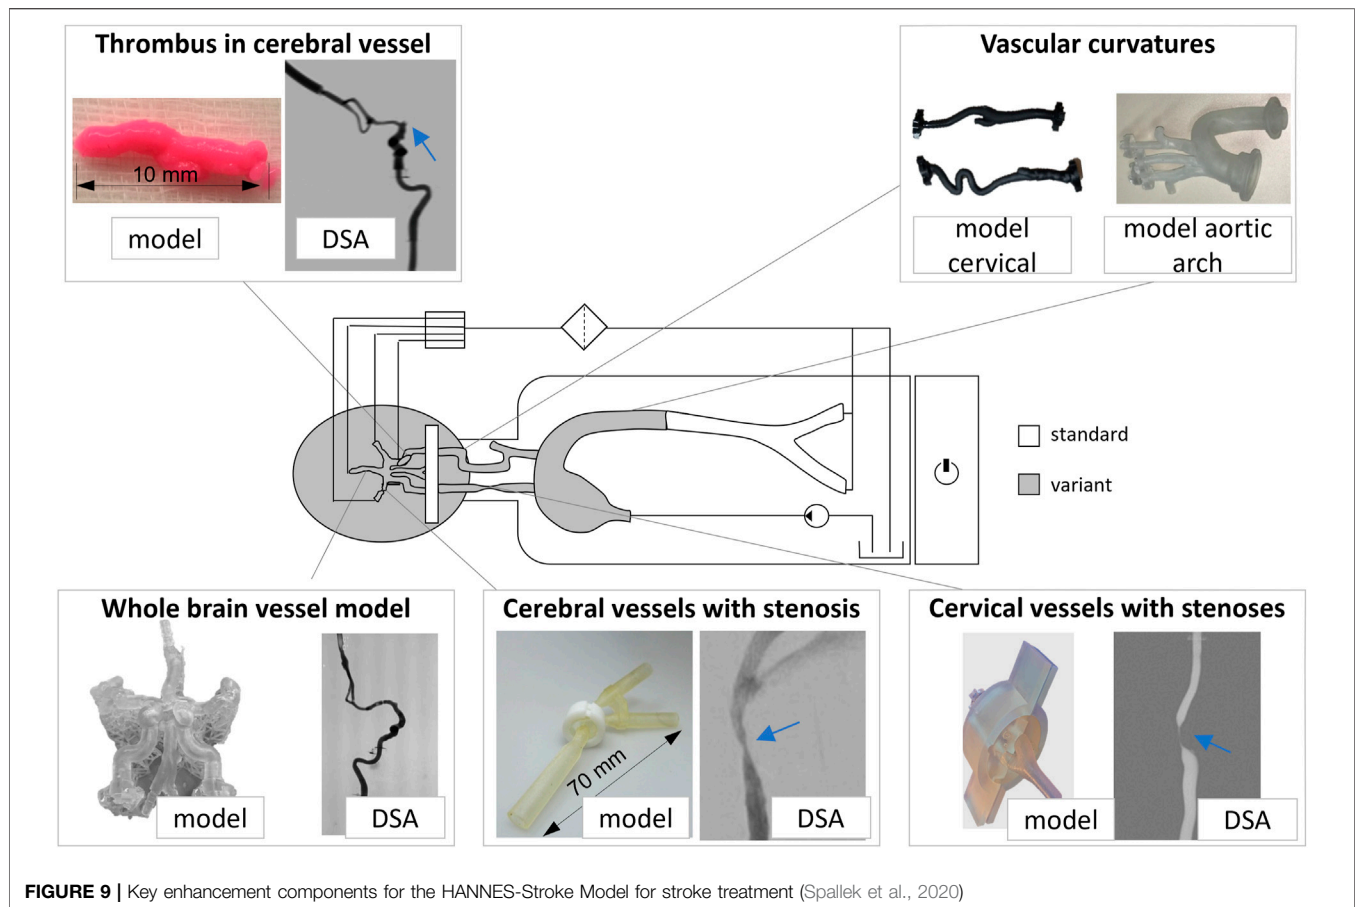 Thrombus in cerebral vessel
10 mm
model
DSA
Vascular curvatures
model
cervical
model aortic
arch
standard
variant
Whole brain vessel model
model
DSA
Cerebral vessels with stenosis
70 mm
model
DSA
Cervical vessels with stenoses
model
DSA
FIGURE 9 | Key enhancement components for the HANNES-Stroke Model for stroke treatment (Spallek et al., 2020)